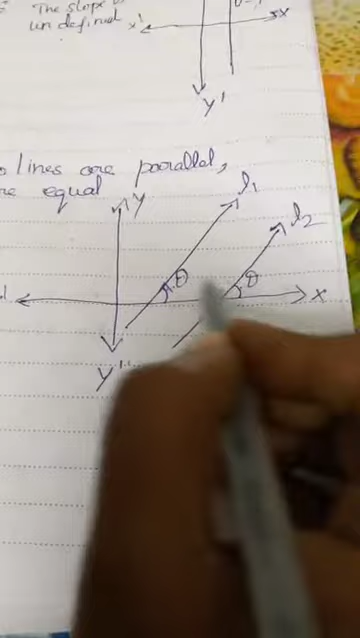 The slope
undefined x' x
y'
lines are parallel,
equal
y l₁
l₂
θ θ
x
y'